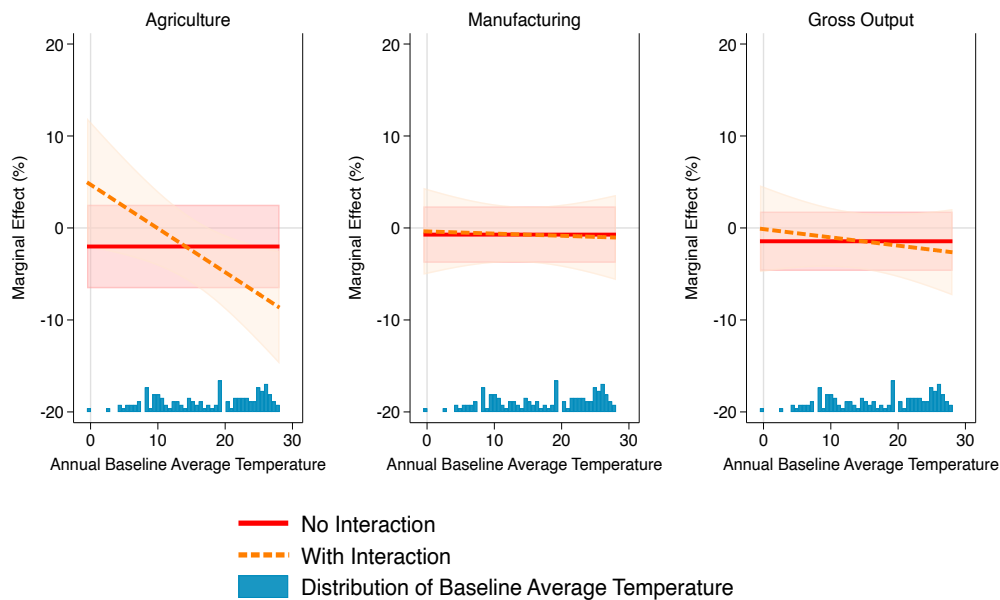 Agriculture
Manufacturing
Gross Output
Marginal Effect (%)
20
10
0
-10
-20
0 10 20 30
Annual Baseline Average Temperature
Marginal Effect (%)
20
10
0
-10
-20
0 10 20 30
Annual Baseline Average Temperature
Marginal Effect (%)
20
10
0
-10
-20
0 10 20 30
Annual Baseline Average Temperature
No Interaction
With Interaction
Distribution of Baseline Average Temperature